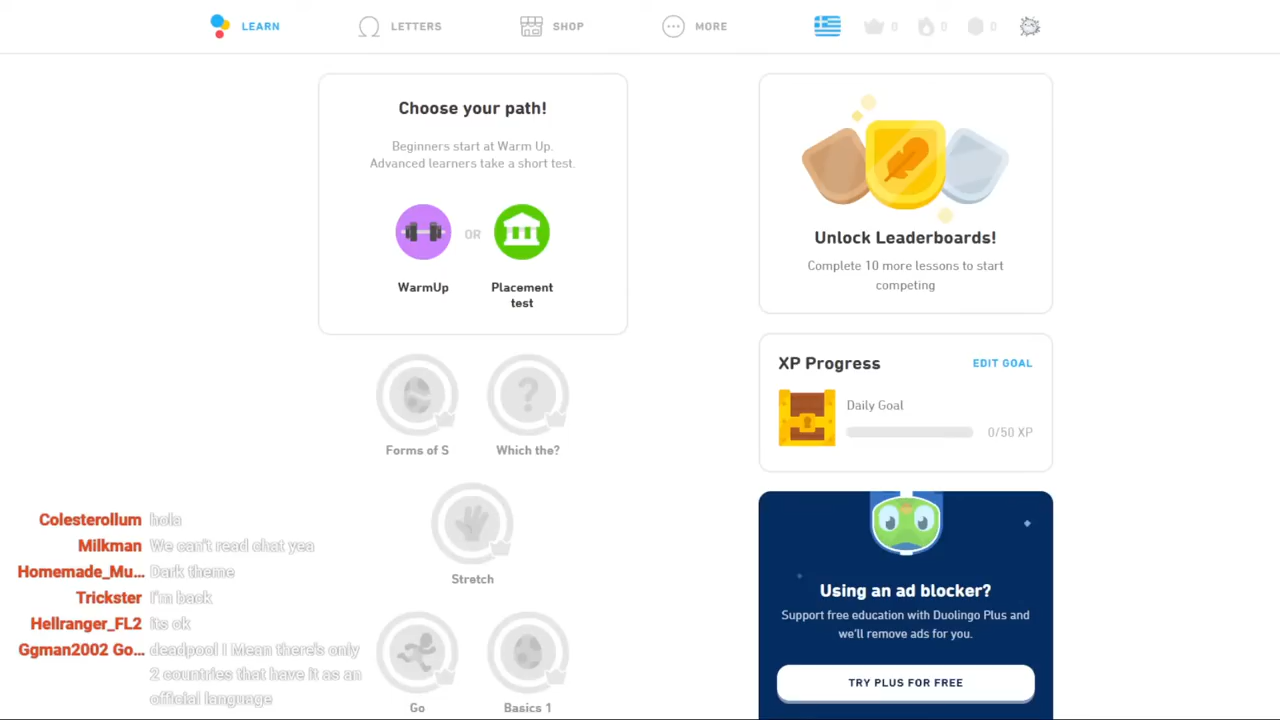 LEARN
LETTERS
SHOP
MORE
0
0
0
Choose your path!
Beginners start at Warm Up.
Advanced learners take a short test.
OR
WarmUp
Placement
test
Forms of S
Which the?
Stretch
Go
Basics 1
Unlock Leaderboards!
Complete 10 more lessons to start
competing
XP Progress
EDIT GOAL
Daily Goal
0/50 XP
Using an ad blocker?
Support free education with Duolingo Plus and
we'll remove ads for you.
TRY PLUS FOR FREE
Colesterollum hola
Milkman We can't read chat yea
Homemade_Mu... Dark theme
Trickster I'm back
Hellranger_FL2 Its ok
Ggman2002 Go... deadpool I Mean there's only
2 countries that have it as an
official language